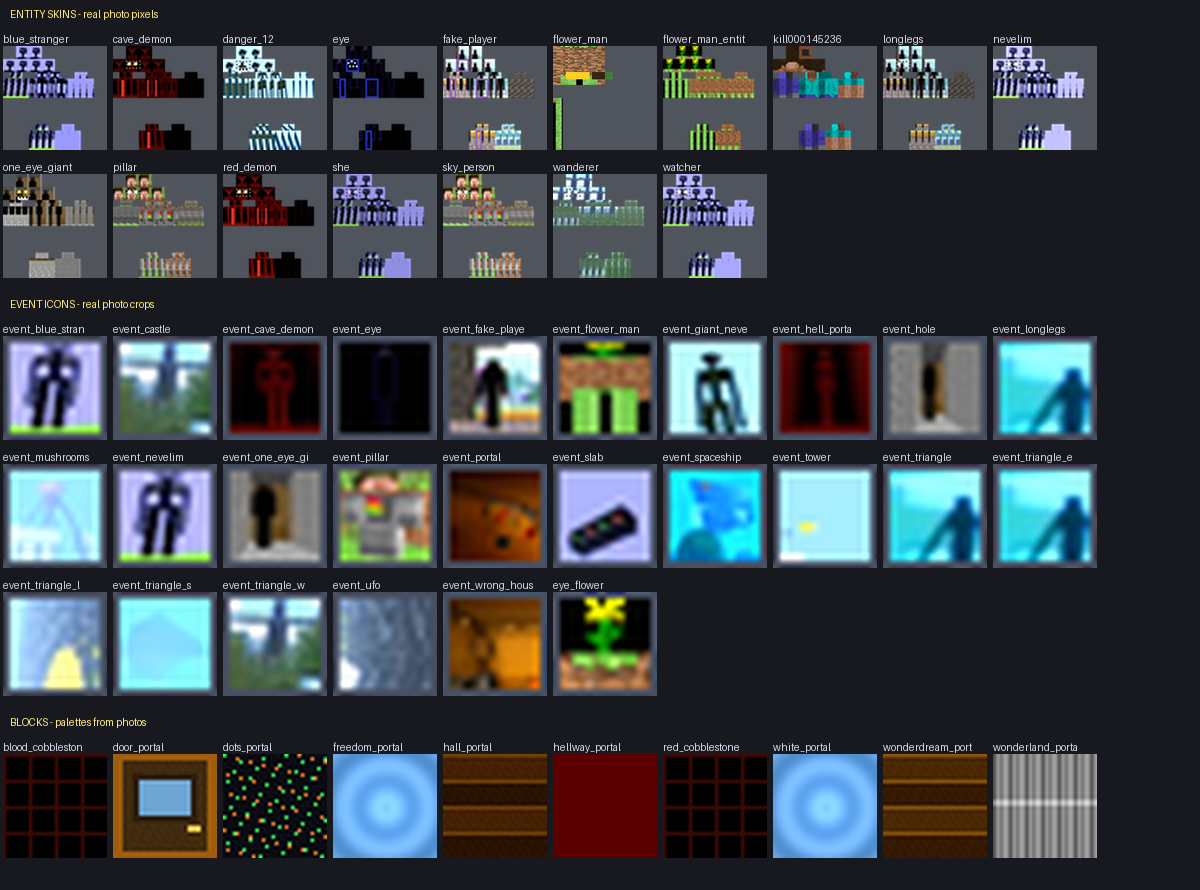 ENTITY SKINS - real photo pixels
blue_stranger cave_demon danger_12 eye fake_player flower_man flower_man_entit kill000145236 longlegs nevelim
one_eye_giant pillar red_demon she sky_person wanderer watcher
EVENT ICONS - real photo crops
event_blue_stran event_castle event_cave_demon event_eye event_fake_playe event_flower_man event_giant_neve event_hell_porta event_hole event_longlegs
event_mushrooms event_nevelim event_one_eye_gi event_pillar event_portal event_slab event_spaceship event_tower event_triangle event_triangle_e
event_triangle_l event_triangle_s event_triangle_w event_ufo event_wrong_hous eye_flower
BLOCKS - palettes from photos
blood_cobbleston door_portal dots_portal freedom_portal hall_portal hellway_portal red_cobblestone white_portal wonderdream_port wonderland_porta